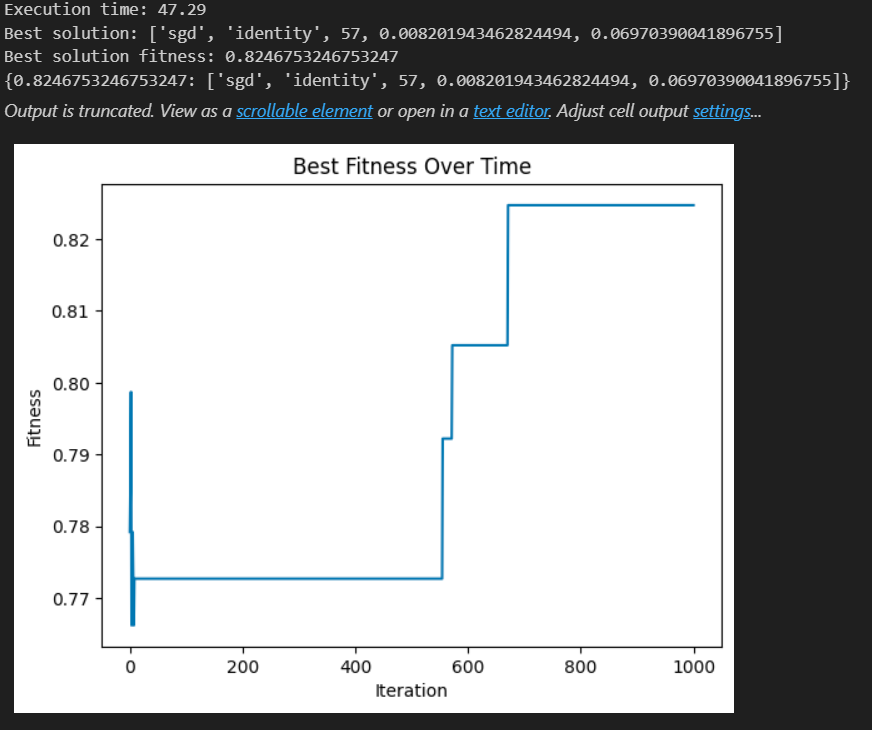 Execution time: 47.29
Best solution: ['sgd', 'identity', 57, 0.008201943462824494, 0.06970390041896755]
Best solution fitness: 0.8246753246753247
{0.8246753246753247: ['sgd', 'identity', 57, 0.008201943462824494, 0.06970390041896755]}
Output is truncated. View as a scrollable element or open in a text editor. Adjust cell output settings...
Best Fitness Over Time
0.82
0.81
0.80
0.79
0.78
0.77
Fitness
0 200 400 600 800 1000
Iteration